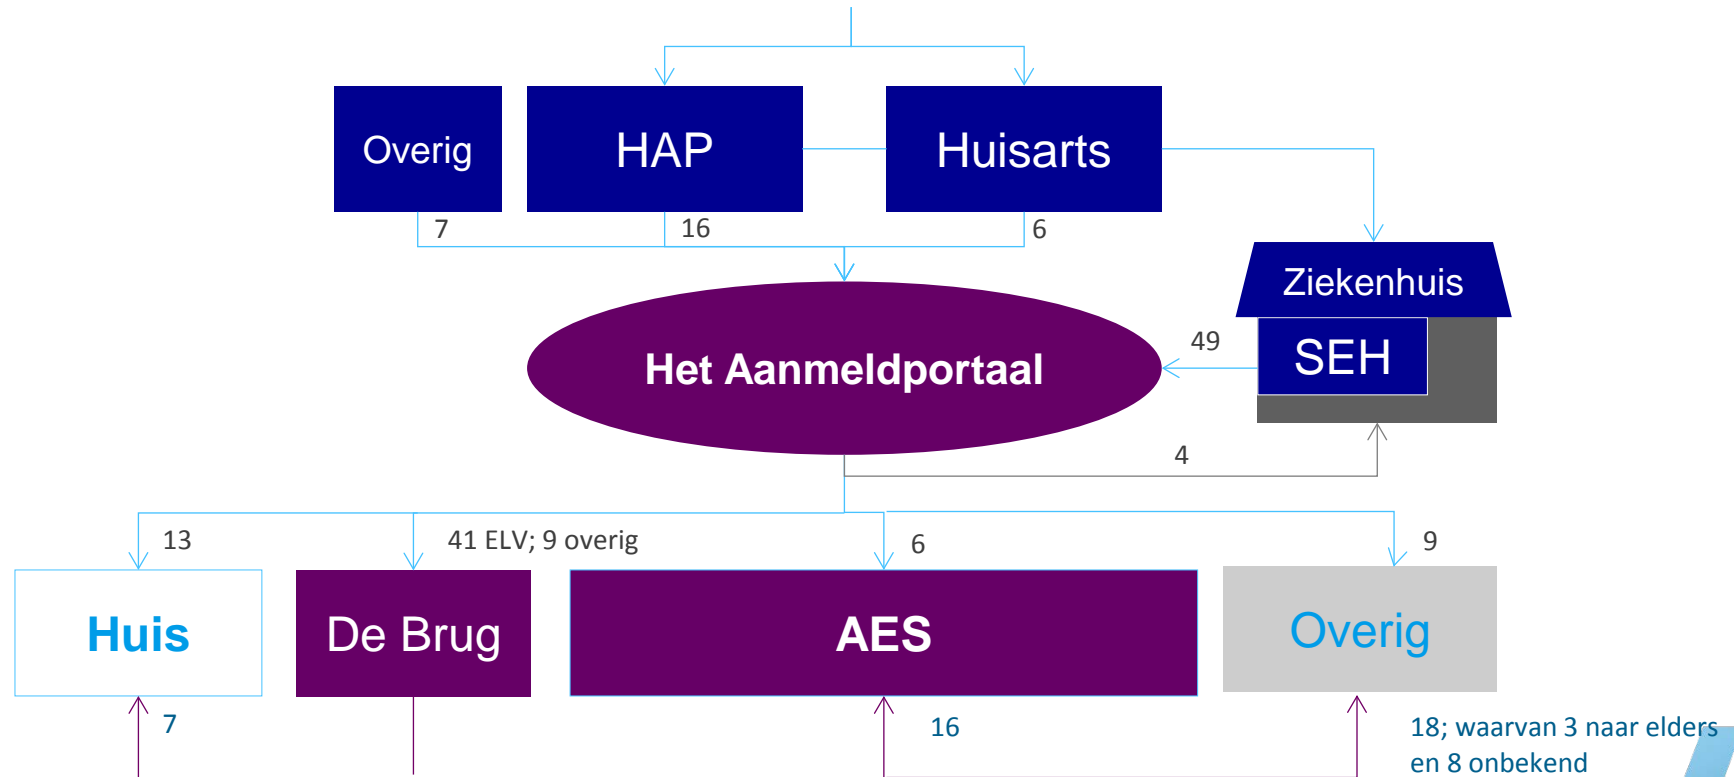 Overig
HAP
Huisarts
7
16
6
Ziekenhuis
49
SEH
Het Aanmeldportaal
4
13
41 ELV; 9 overig
6
9
Huis
De Brug
AES
Overig
7
16
18; waarvan 3 naar elders
en 8 onbekend